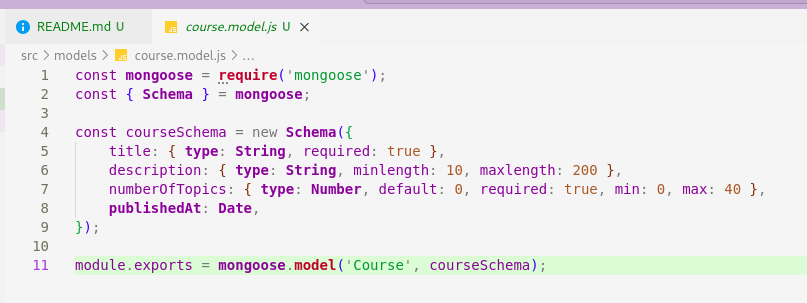 README.md U course.model.js U
src > models > course.model.js > ...
1 const mongoose = require('mongoose');
2 const { Schema } = mongoose;
3
4 const courseSchema = new Schema({
5     title: { type: String, required: true },
6     description: { type: String, minlength: 10, maxlength: 200 },
7     numberOfTopics: { type: Number, default: 0, required: true, min: 0, max: 40 },
8     publishedAt: Date,
9 });
10
11 module.exports = mongoose.model('Course', courseSchema);